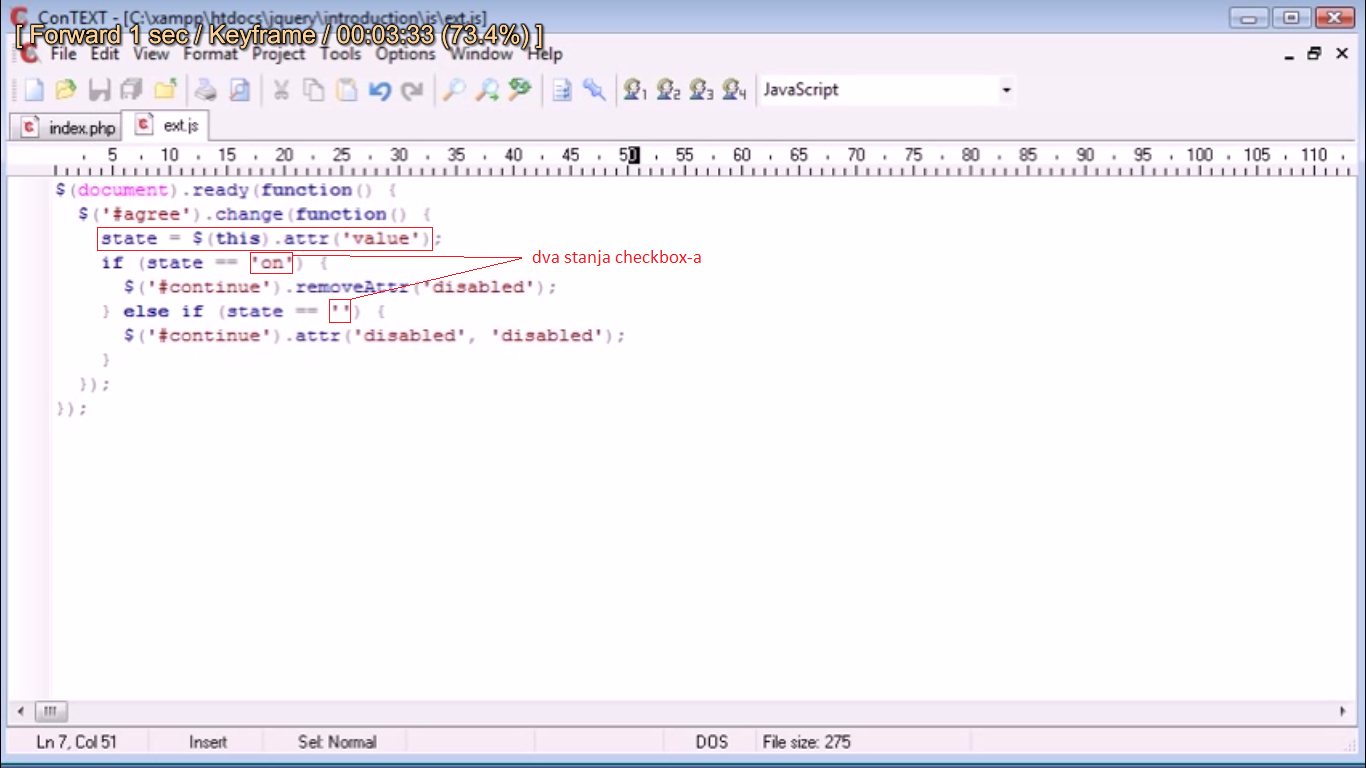 ConTEXT - [C:\xampp\htdocs\jquery\introduction\js\ext.js]
[ Forward 1 sec / Keyframe / 00:03:33 (73.4%) ]
File Edit View Format Project Tools Options Window Help
1 2 3 4 JavaScript
index.php ext.js
5 10 15 20 25 30 35 40 45 50 55 60 65 70 75 80 85 90 95 100 105 110
$(document).ready(function() {
$('#agree').change(function() {
state = $(this).attr('value');
if (state == 'on') {
dva stanja checkbox-a
$('#continue').removeAttr('disabled');
} else if (state == '') {
$('#continue').attr('disabled', 'disabled');
}
});
});
Ln 7, Col 51 Insert Sel: Normal DOS File size: 275